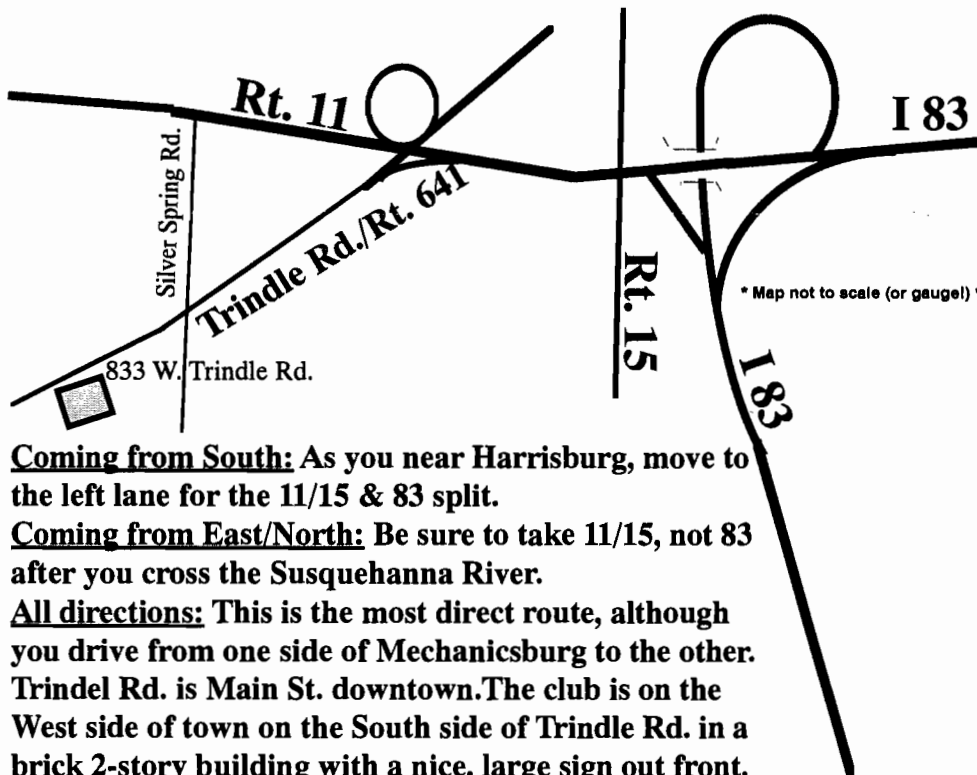 Rt. 11
I 83
Silver Spring Rd.
Trindle Rd./Rt. 641
Rt. 15
* Map not to scale (or gauge!) *
833 W. Trindle Rd.
I 83
Coming from South: As you near Harrisburg, move to
the left lane for the 11/15 & 83 split.
Coming from East/North: Be sure to take 11/15, not 83
after you cross the Susquehanna River.
All directions: This is the most direct route, although
you drive from one side of Mechanicsburg to the other.
Trindel Rd. is Main St. downtown.The club is on the
West side of town on the South side of Trindle Rd. in a
brick 2-story building with a nice, large sign out front.